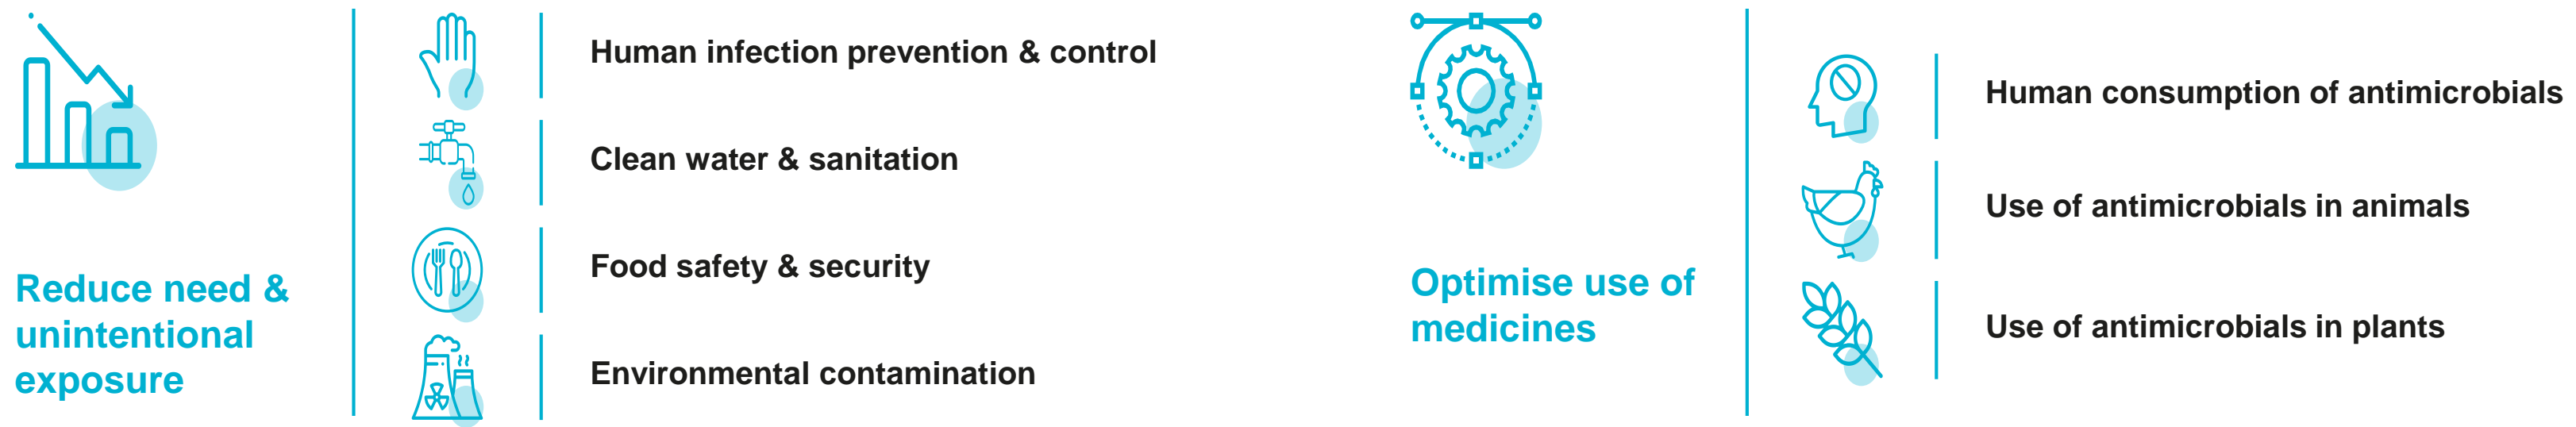 Reduce need &
unintentional
exposure
Human infection prevention & control
Clean water & sanitation
Food safety & security
Environmental contamination
Optimise use of
medicines
Human consumption of antimicrobials
Use of antimicrobials in animals
Use of antimicrobials in plants